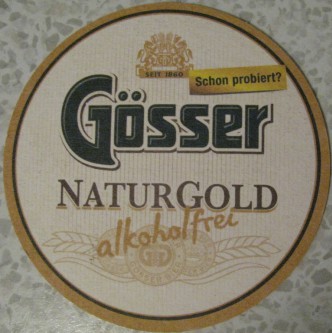 SEIT 1860
Schon probiert?
Gösser
NATURGOLD
alkoholfrei